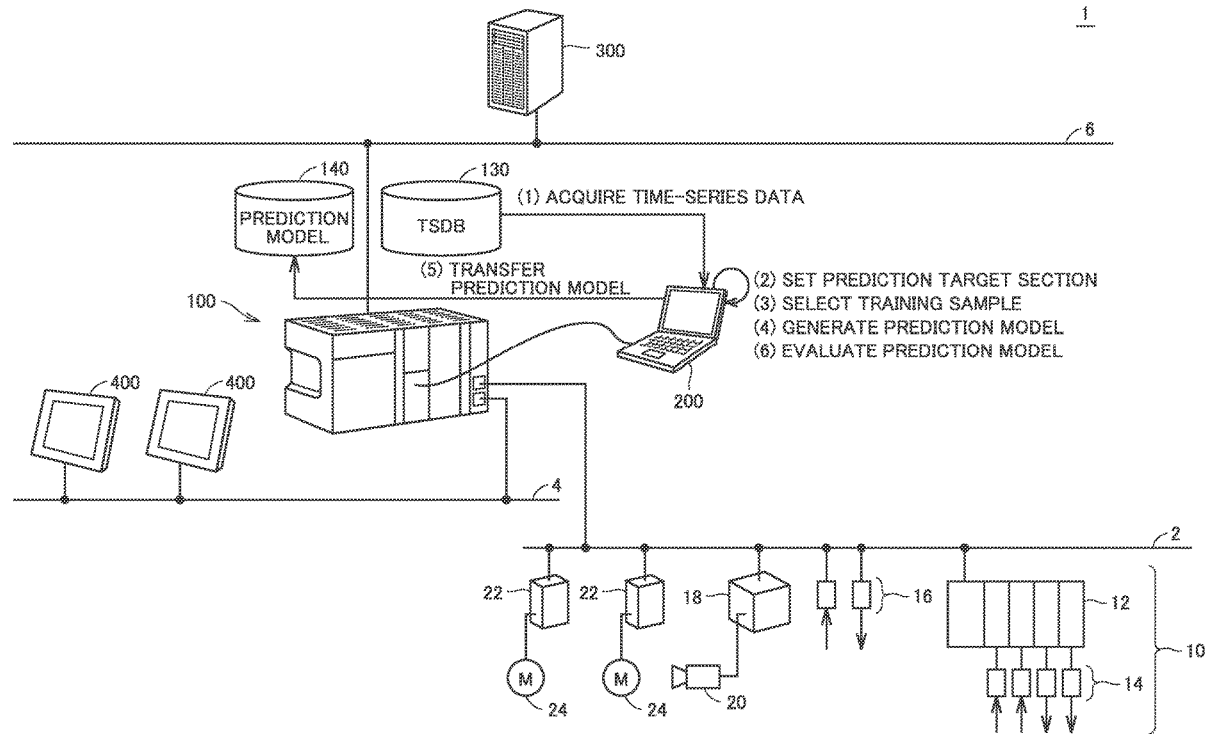 1
300
6
140
130
(1) ACQUIRE TIME-SERIES DATA
PREDICTION
MODEL
TSDB
(5) TRANSFER
PREDICTION MODEL
(2) SET PREDICTION TARGET SECTION
(3) SELECT TRAINING SAMPLE
(4) GENERATE PREDICTION MODEL
(6) EVALUATE PREDICTION MODEL
100
200
400
400
4
2
22
22
18
16
12
10
M
M
14
24
24
20